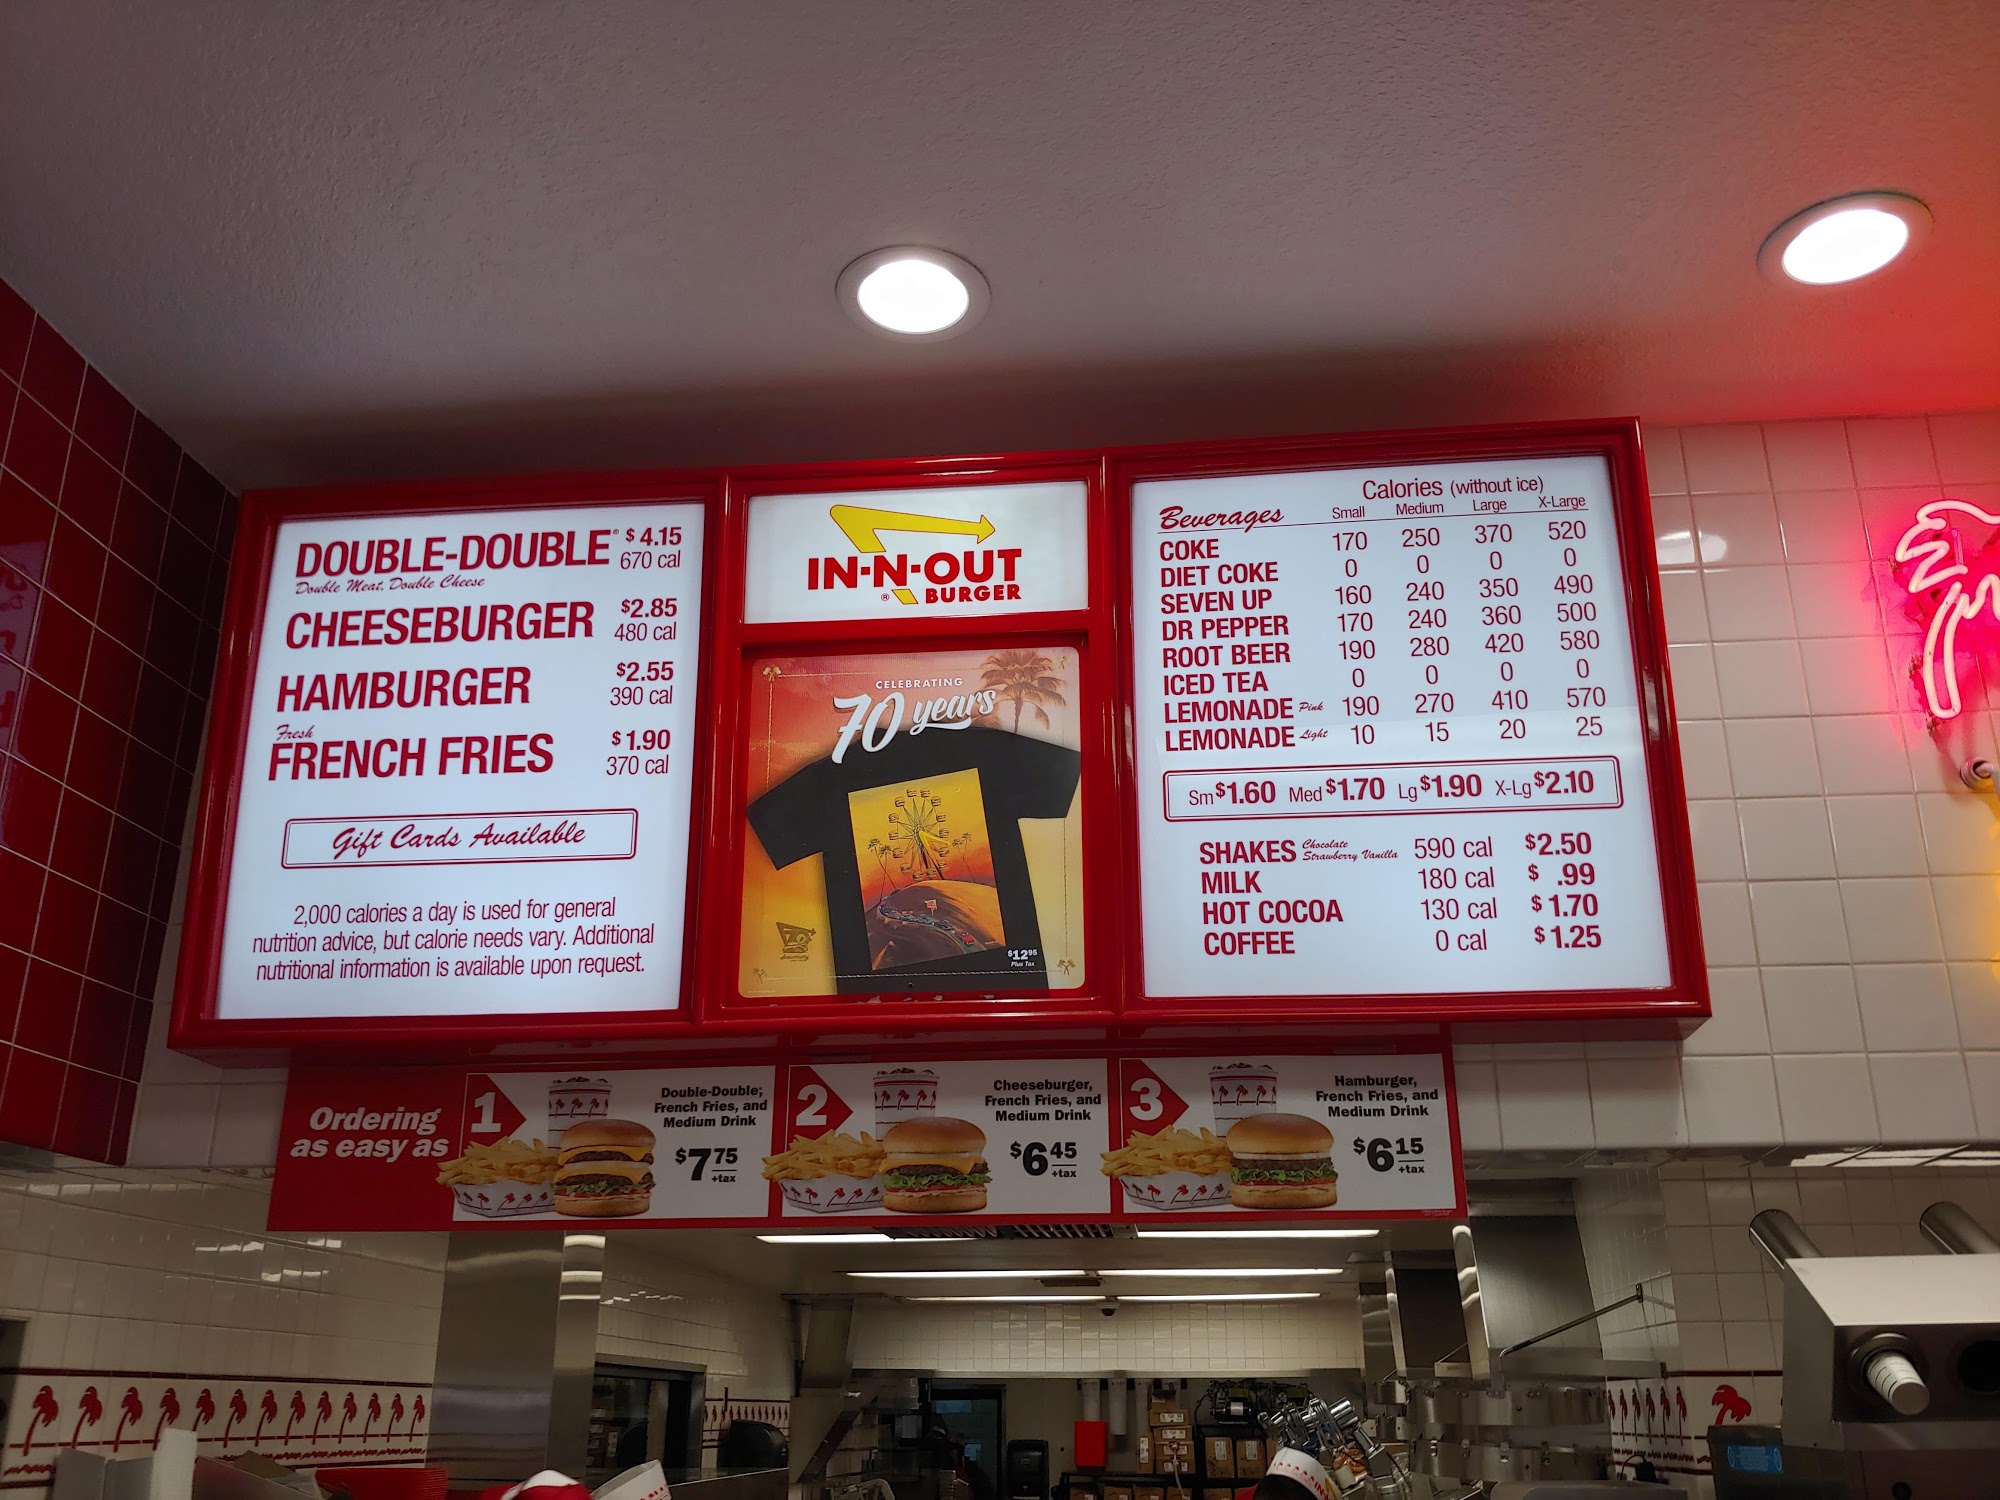 DOUBLE-DOUBLE® $4.15
Double Meat, Double Cheese 670 cal
CHEESEBURGER $2.85
480 cal
HAMBURGER $2.55
390 cal
Fresh
FRENCH FRIES $1.90
370 cal
Gift Cards Available
2,000 calories a day is used for general
nutrition advice, but calorie needs vary. Additional
nutritional information is available upon request.
IN-N-OUT
® BURGER
CELEBRATING
70 years
70
Anniversary
$12.95
Plus Tax
Calories (without ice)
Beverages Small Medium Large X-Large
COKE 170 250 370 520
DIET COKE 0 0 0 0
SEVEN UP 160 240 350 490
DR PEPPER 170 240 360 500
ROOT BEER 190 280 420 580
ICED TEA 0 0 0 0
LEMONADE Pink 190 270 410 570
LEMONADE Light 10 15 20 25
Sm $1.60 Med $1.70 Lg $1.90 X-Lg $2.10
SHAKES Chocolate Strawberry Vanilla 590 cal $2.50
MILK 180 cal $ .99
HOT COCOA 130 cal $1.70
COFFEE 0 cal $1.25
Ordering
as easy as
1
Double-Double,
French Fries, and
Medium Drink
$7.75
+tax
2
Cheeseburger,
French Fries, and
Medium Drink
$6.45
+tax
3
Hamburger,
French Fries, and
Medium Drink
$6.15
+tax